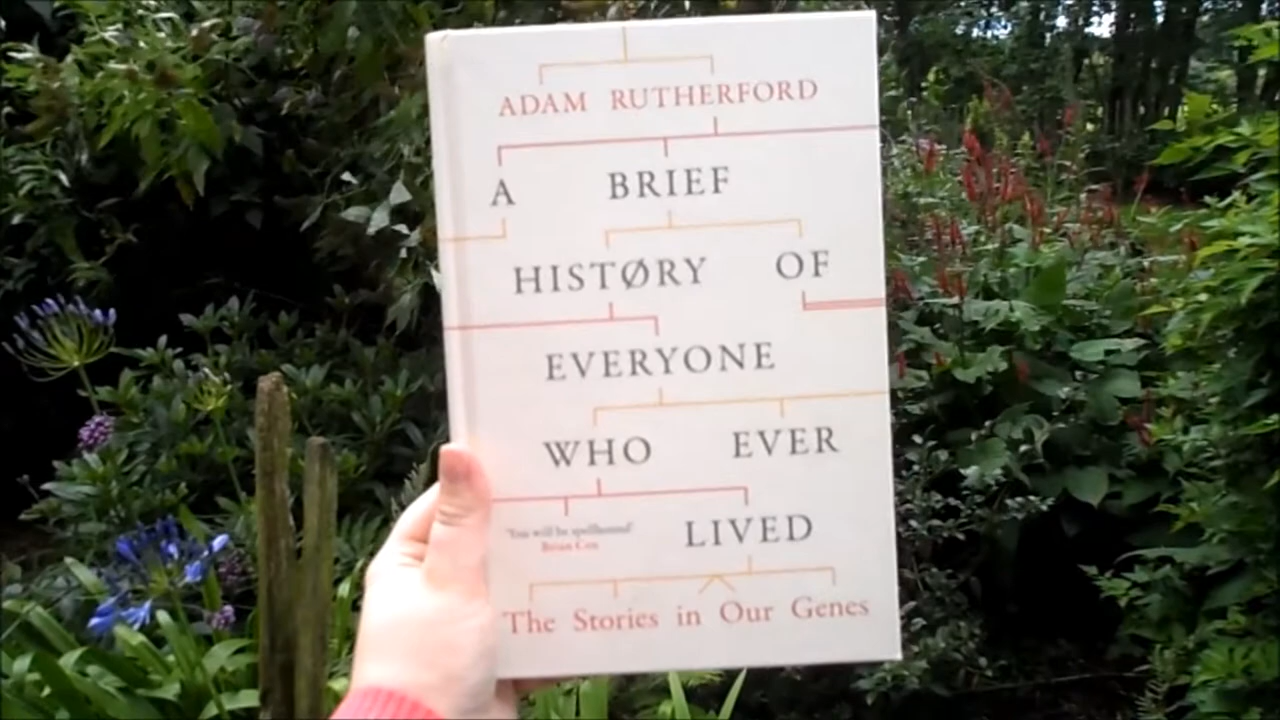 ADAM RUTHERFORD
A BRIEF
HISTØRY OF
EVERYONE
WHO EVER
'You will be spellbound'
Brian Cox
LIVED
The Stories in Our Genes